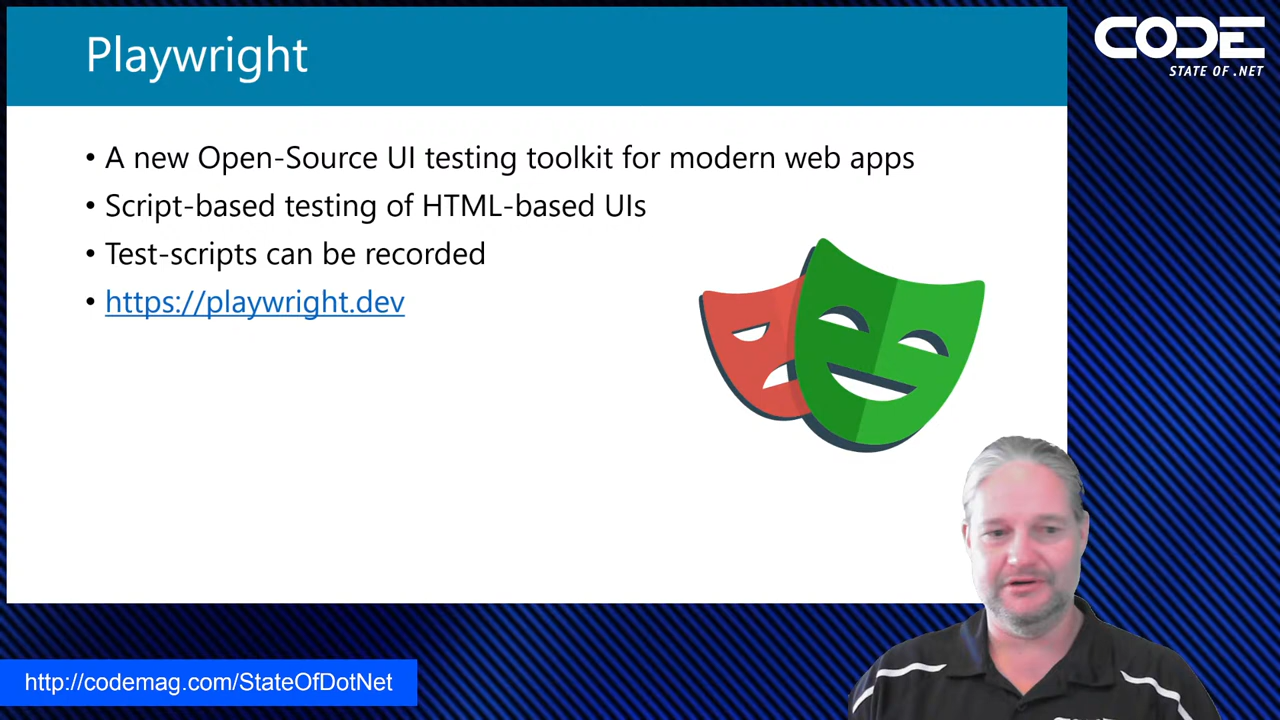 Playwright
CODE
STATE OF .NET
• A new Open-Source UI testing toolkit for modern web apps
• Script-based testing of HTML-based UIs
• Test-scripts can be recorded
• https://playwright.dev
http://codemag.com/StateOfDotNet